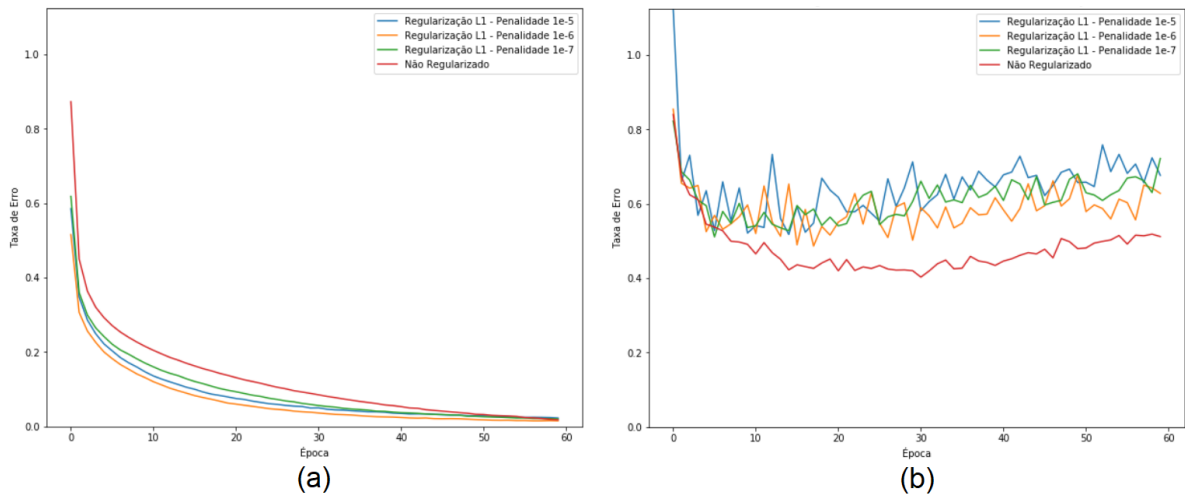 Regularização L1 - Penalidade 1e-5
Regularização L1 - Penalidade 1e-6
Regularização L1 - Penalidade 1e-7
Não Regularizado
1.0
0.8
0.6
0.4
0.2
0.0
Taxa de Erro
0 10 20 30 40 50 60
Época
(a)
Regularização L1 - Penalidade 1e-5
Regularização L1 - Penalidade 1e-6
Regularização L1 - Penalidade 1e-7
Não Regularizado
1.0
0.8
0.6
0.4
0.2
0.0
Taxa de Erro
0 10 20 30 40 50 60
Época
(b)